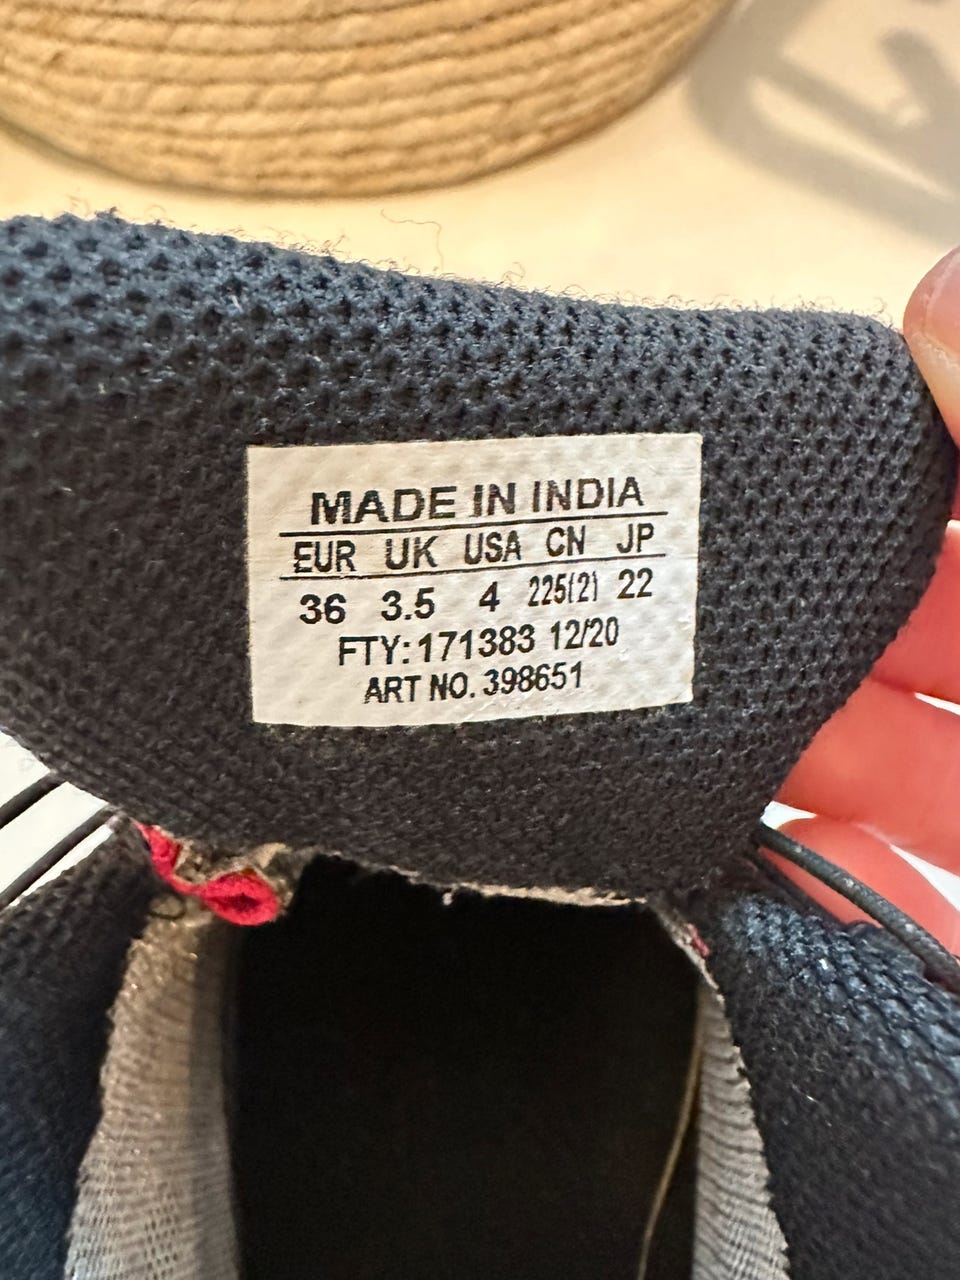 MADE IN INDIA
EUR UK USA CN JP
36 3.5 4 225(2) 22
FTY: 171383 12/20
ART NO. 398651